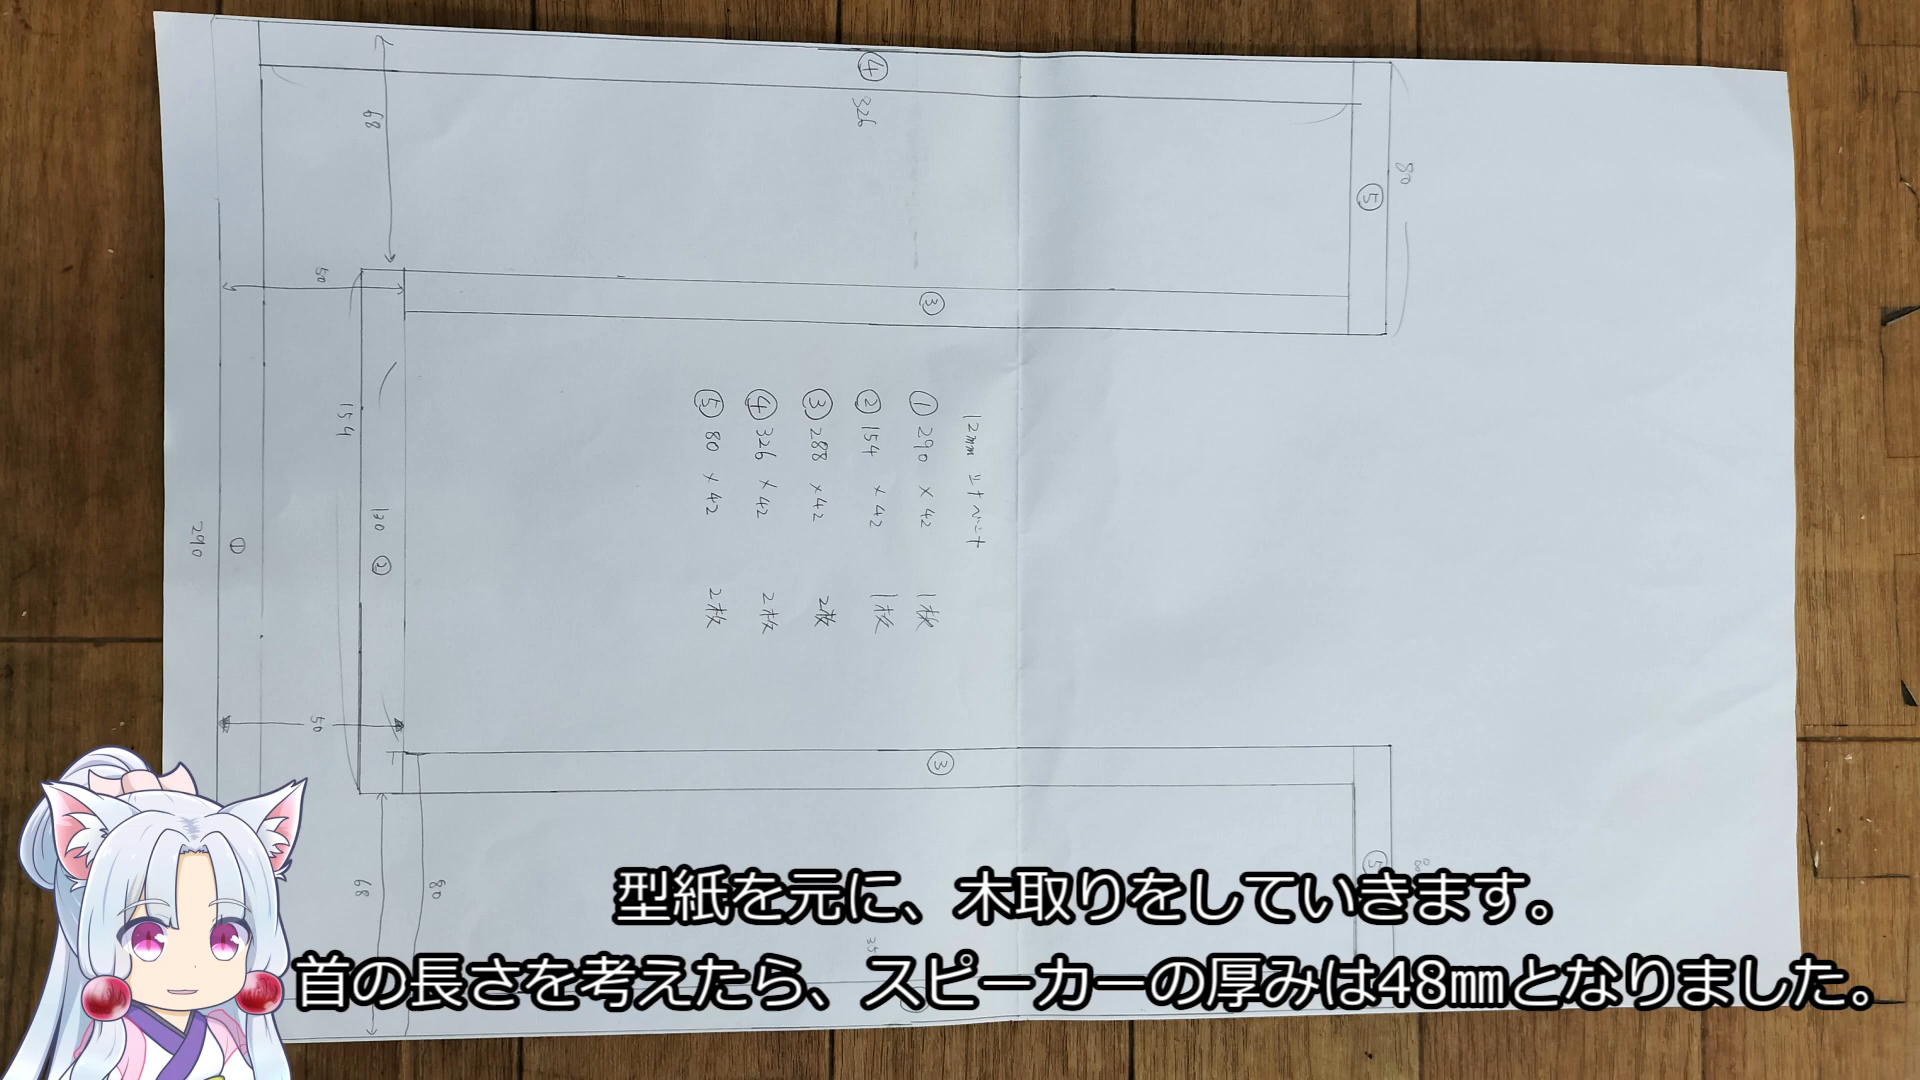 ④
326
68
80
⑤
50
③
12mm シナベニヤ
① 290 × 42 1枚
② 154 × 42 1枚
③ 288 × 42 2枚
④ 326 × 42 2枚
⑤ 80 × 42 2枚
154
130 ②
290
①
50
③
68
80
⑤
型紙を元に、木取りをしていきます。
首の長さを考えたら、スピーカーの厚みは48㎜となりました。